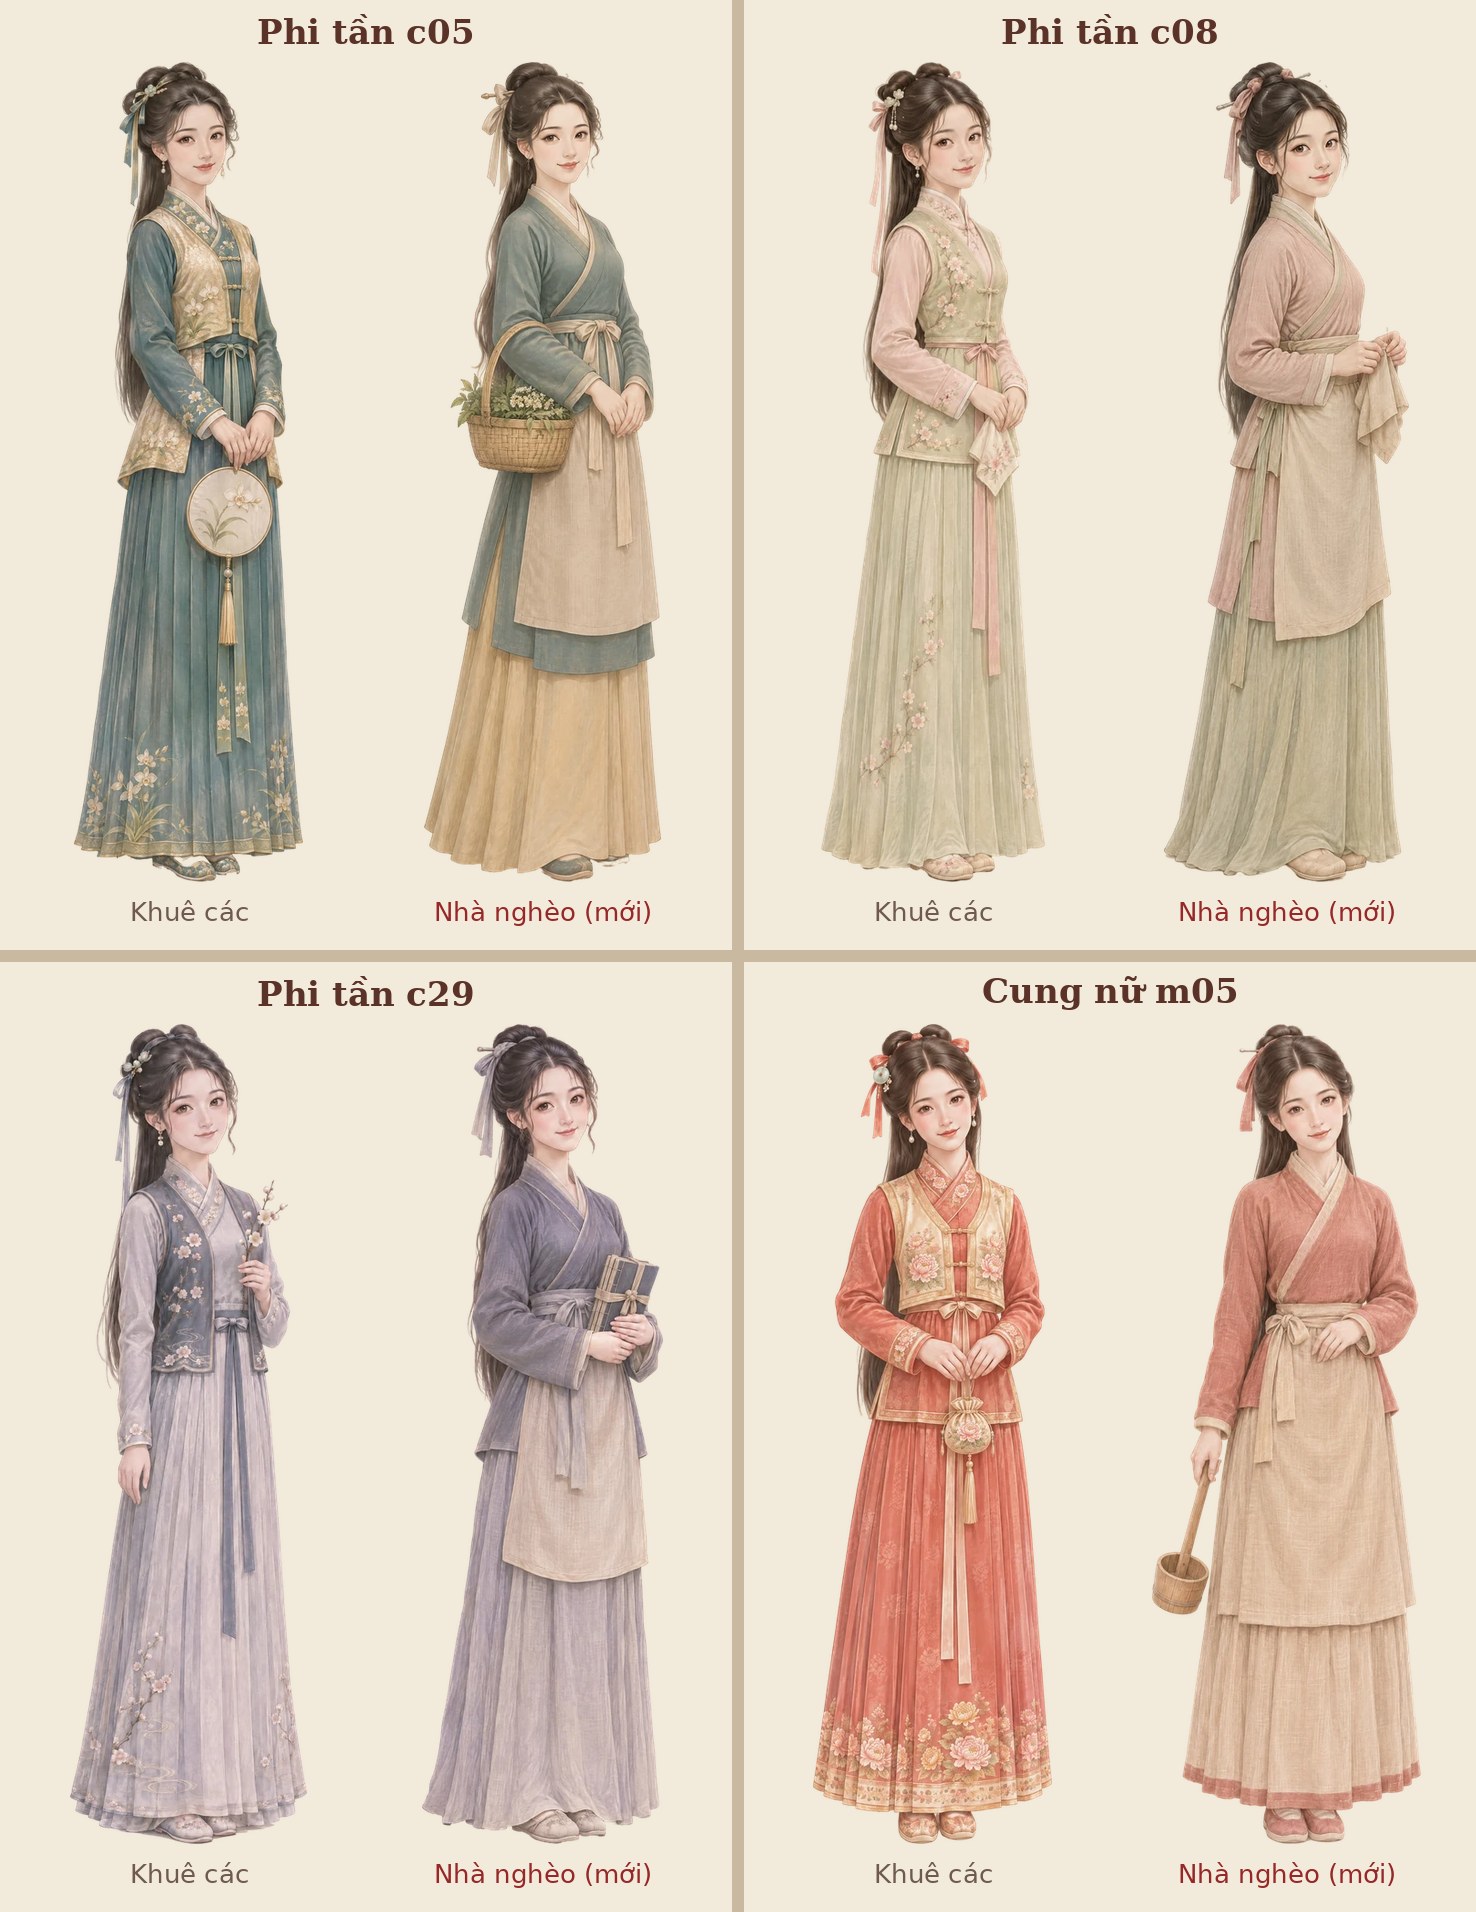 Phi tần c05
Khuê các
Nhà nghèo (mới)
Phi tần c08
Khuê các
Nhà nghèo (mới)
Phi tần c29
Khuê các
Nhà nghèo (mới)
Cung nữ m05
Khuê các
Nhà nghèo (mới)